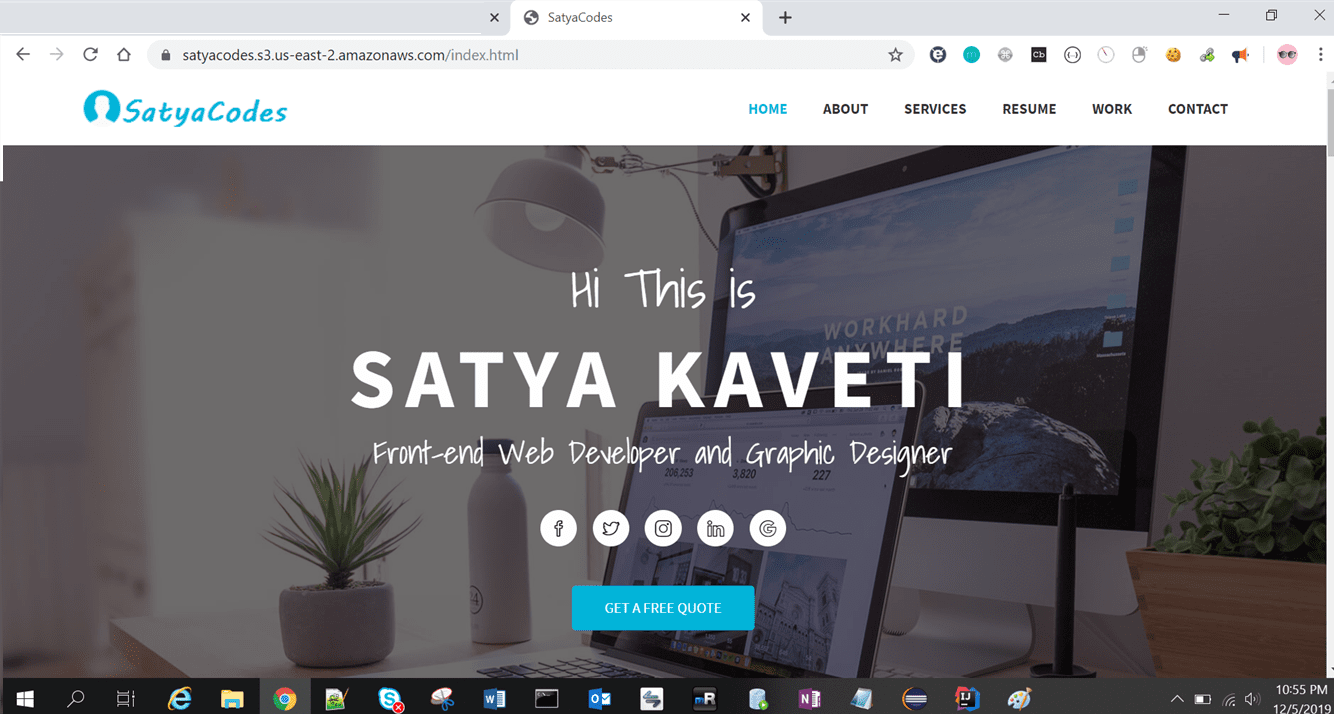 SatyaCodes
satyacodes.s3.us-east-2.amazonaws.com/index.html
Cb
SatyaCodes
HOME ABOUT SERVICES RESUME WORK CONTACT
Hi This is
WORKHARD
ANYWHERE
SATYA KAVETI
Front-end Web Developer and Graphic Designer
206,253 3,820 227
GET A FREE QUOTE
10:55 PM
12/5/2019